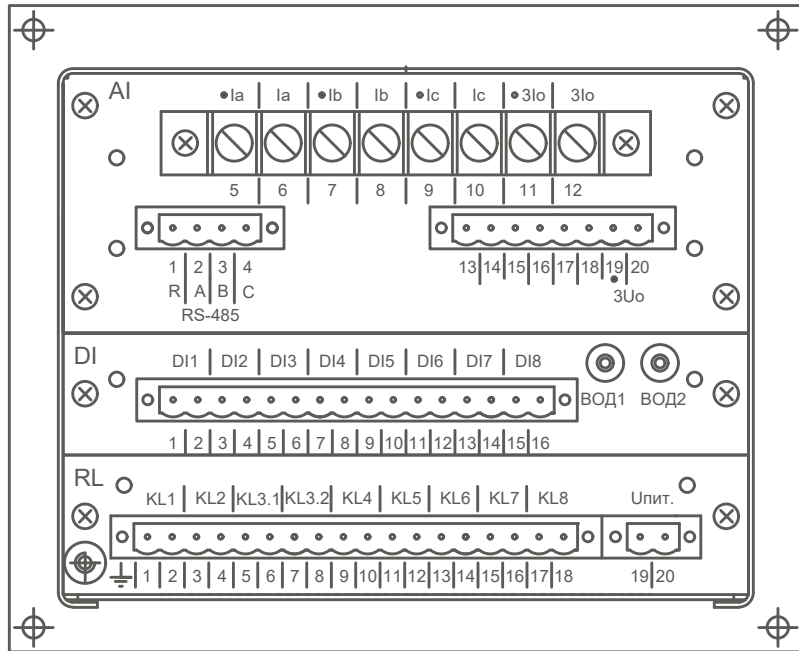 AI
•Ia Ia •Ib Ib •Ic Ic •3Io 3Io
5 6 7 8 9 10 11 12
1 2 3 4
13 14 15 16 17 18 19 20
R A B C
•
3Uo
RS-485
DI
DI1 DI2 DI3 DI4 DI5 DI6 DI7 DI8
ВОД1 ВОД2
1 2 3 4 5 6 7 8 9 10 11 12 13 14 15 16
RL
KL1 KL2 KL3.1 KL3.2 KL4 KL5 KL6 KL7 KL8
Uпит.
1 2 3 4 5 6 7 8 9 10 11 12 13 14 15 16 17 18
19 20